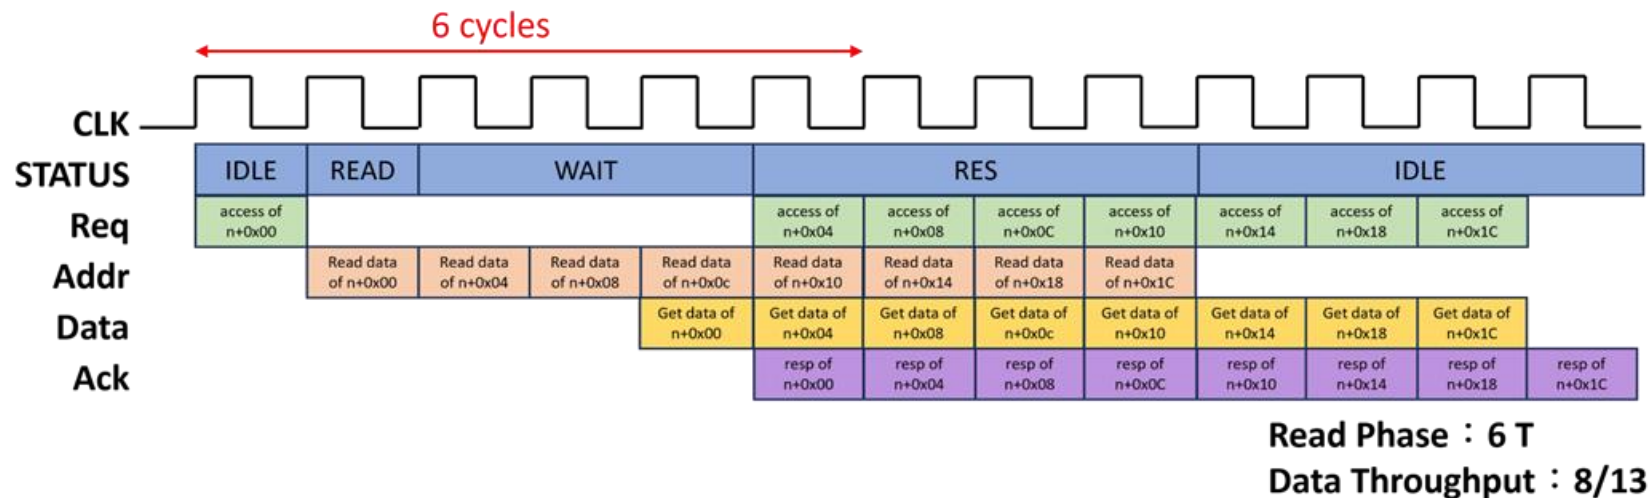 6 cycles
CLK
STATUS IDLE READ WAIT RES IDLE
Req
access of access of access of access of access of access of access of access of
n+0x00 n+0x04 n+0x08 n+0x0C n+0x10 n+0x14 n+0x18 n+0x1C
Addr
Read data Read data Read data Read data Read data Read data Read data Read data
of n+0x00 of n+0x04 of n+0x08 of n+0x0c of n+0x10 of n+0x14 of n+0x18 of n+0x1C
Data
Get data of Get data of Get data of Get data of Get data of Get data of Get data of Get data of
n+0x00 n+0x04 n+0x08 n+0x0c n+0x10 n+0x14 n+0x18 n+0x1C
Ack
resp of resp of resp of resp of resp of resp of resp of resp of
n+0x00 n+0x04 n+0x08 n+0x0C n+0x10 n+0x14 n+0x18 n+0x1C
Read Phase：6 T
Data Throughput：8/13